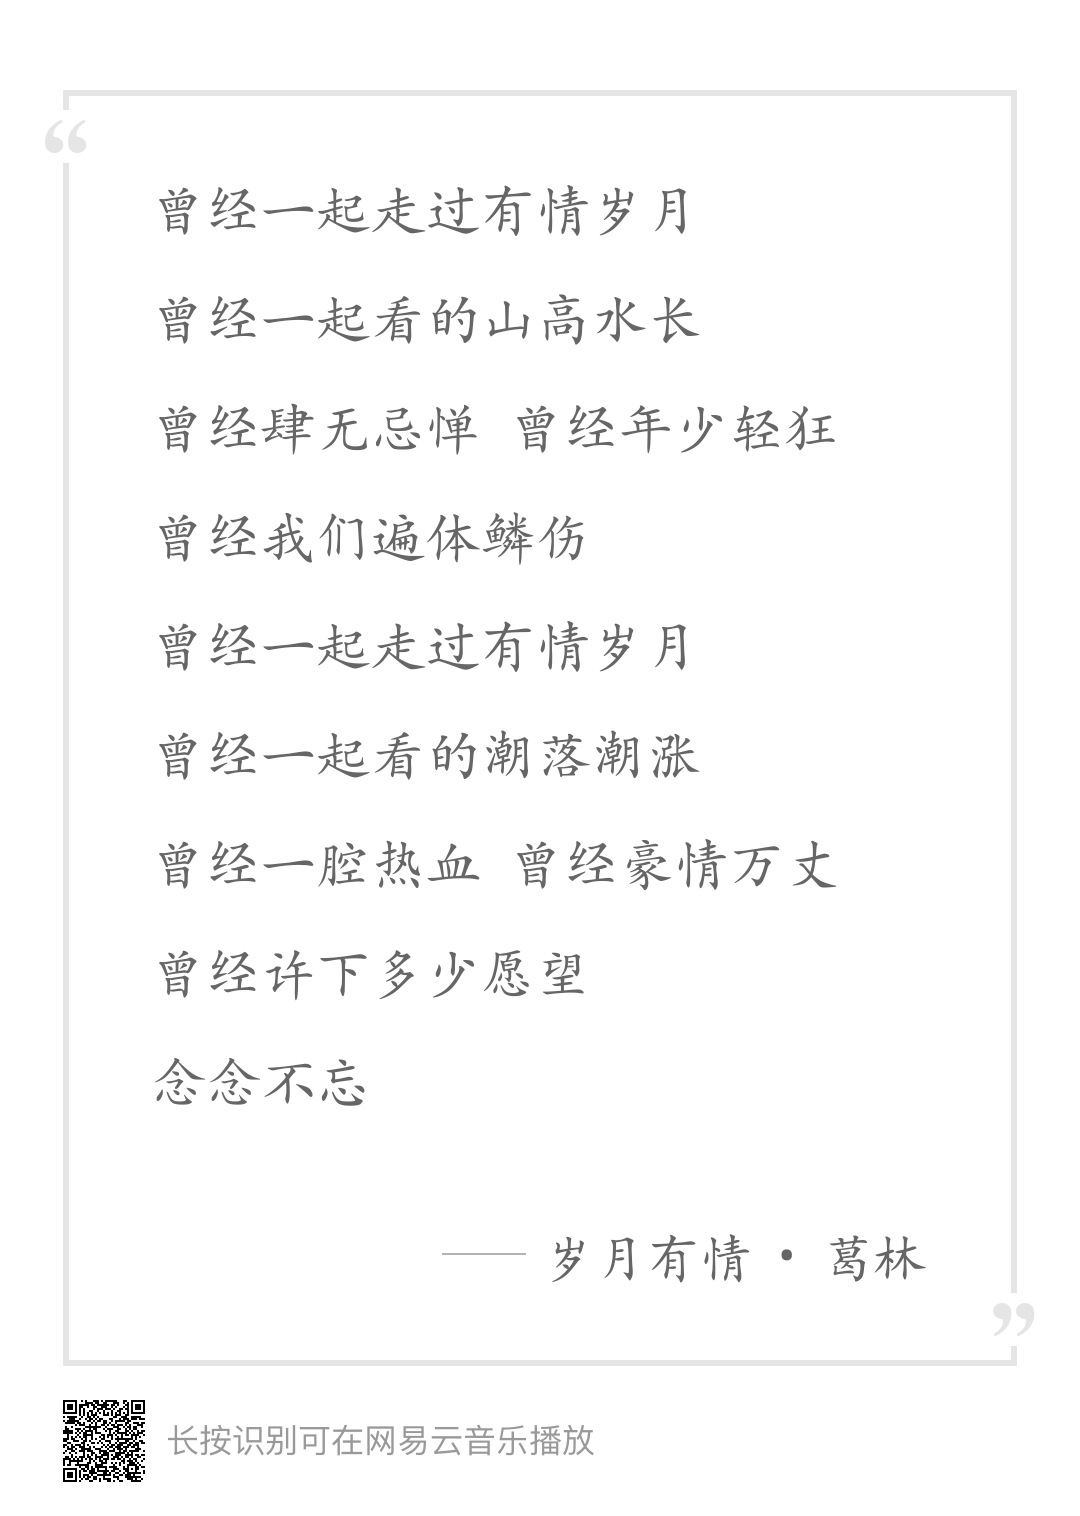 “
曾经一起走过有情岁月
曾经一起看的山高水长
曾经肆无忌惮 曾经年少轻狂
曾经我们遍体鳞伤
曾经一起走过有情岁月
曾经一起看的潮落潮涨
曾经一腔热血 曾经豪情万丈
曾经许下多少愿望
念念不忘
—— 岁月有情 • 葛林
”
长按识别可在网易云音乐播放